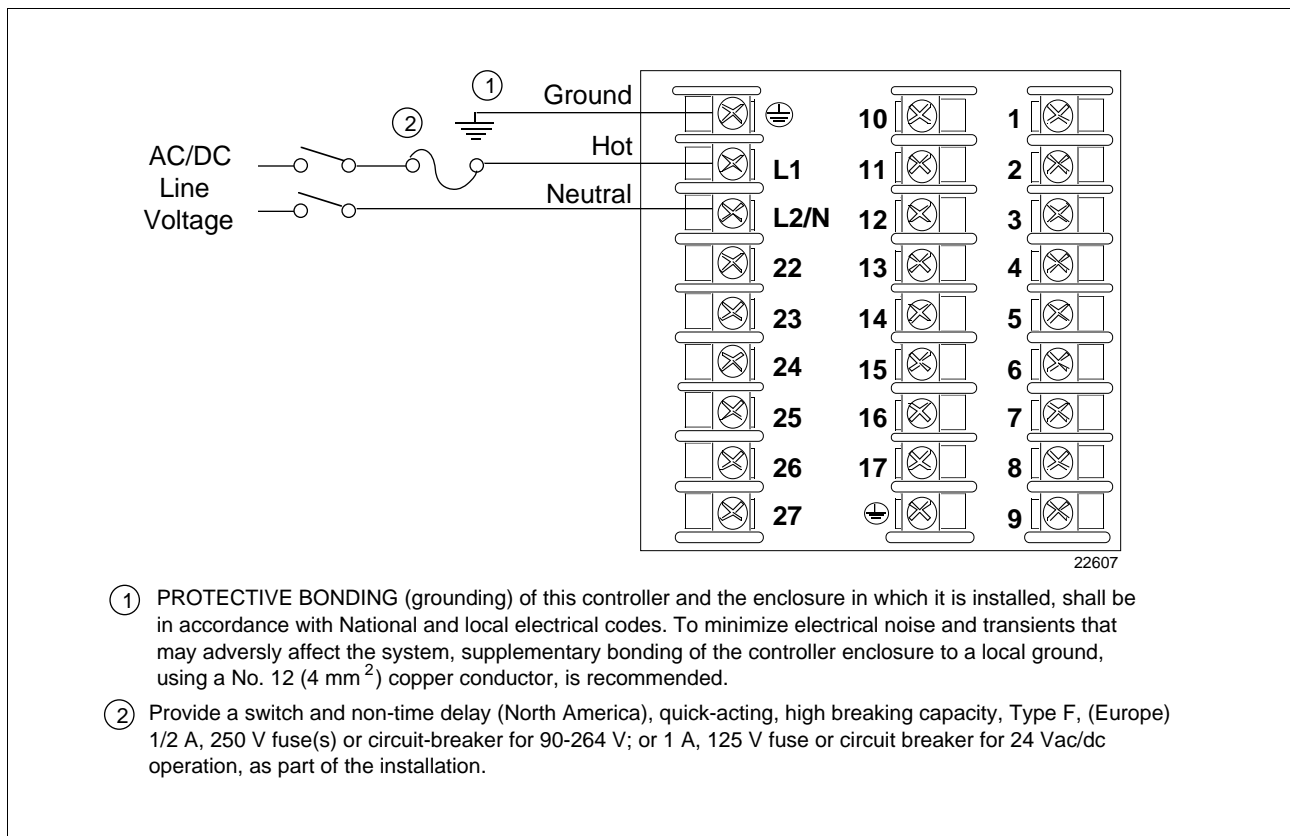 1
Ground
2
Hot
AC/DC
Line
Voltage
Neutral
L1
L2/N
22
23
24
25
26
27
10
11
12
13
14
15
16
17
1
2
3
4
5
6
7
8
9
22607
1 PROTECTIVE BONDING (grounding) of this controller and the enclosure in which it is installed, shall be
in accordance with National and local electrical codes. To minimize electrical noise and transients that
may adversly affect the system, supplementary bonding of the controller enclosure to a local ground,
using a No. 12 (4 mm 2) copper conductor, is recommended.
2 Provide a switch and non-time delay (North America), quick-acting, high breaking capacity, Type F, (Europe)
1/2 A, 250 V fuse(s) or circuit-breaker for 90-264 V; or 1 A, 125 V fuse or circuit breaker for 24 Vac/dc
operation, as part of the installation.